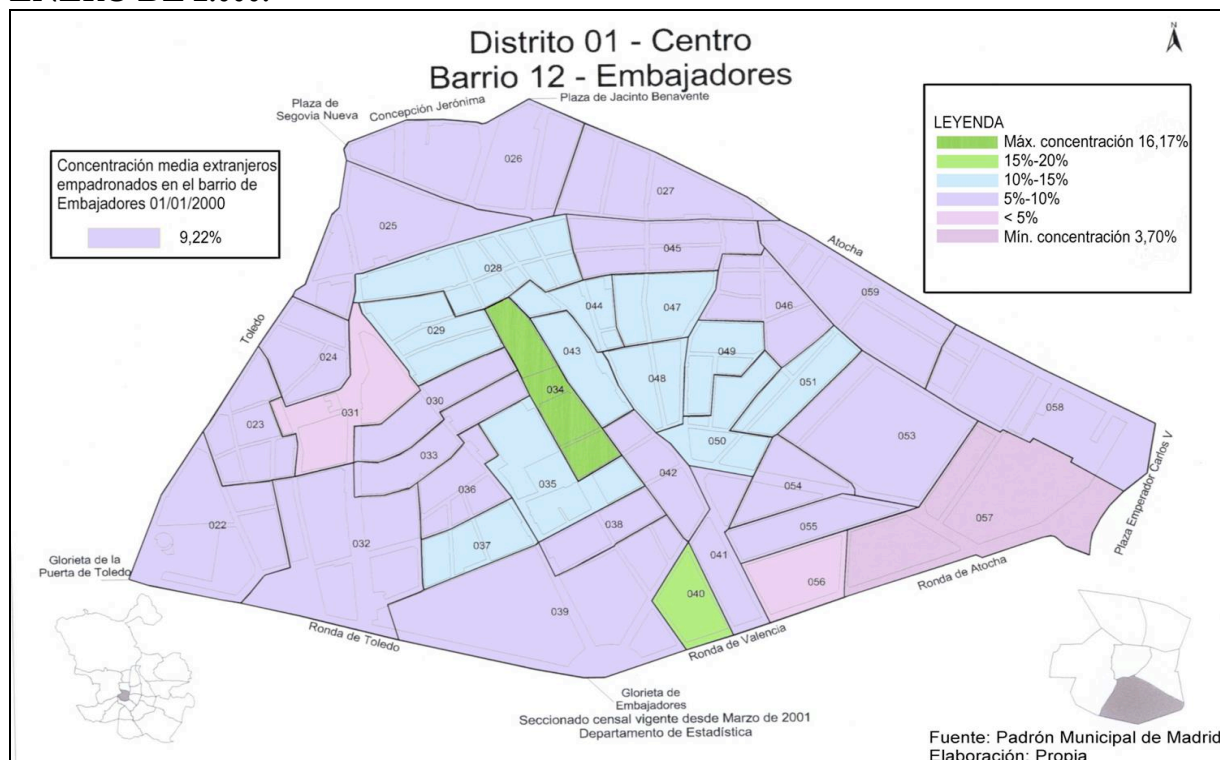 ENERO DE 2.000.
Distrito 01 - Centro
Barrio 12 - Embajadores
N
Plaza de
Segovia Nueva
Concepción Jerónima
Plaza de Jacinto Benavente
LEYENDA
Máx. concentración 16,17%
15%-20%
10%-15%
5%-10%
< 5%
Min. concentración 3,70%
Concentración media extranjeros
empadronados en el barrio de
Embajadores 01/01/2000
9,22%
026
027
025
045
Atocha
028
059
044
047
046
Toledo
029
043
049
024
048
051
034
030
031
058
023
050
053
033
042
035
036
054
Plaza Emperador Carlos V
022
038
055
057
032
037
041
Glorieta de la
Puerta de Toledo
056
Ronda de Atocha
040
039
Ronda de Toledo
Ronda de Valencia
Glorieta de
Embajadores
Seccionado censal vigente desde Marzo de 2001
Departamento de Estadística
Fuente: Padrón Municipal de Madrid
Elaboración: Propia